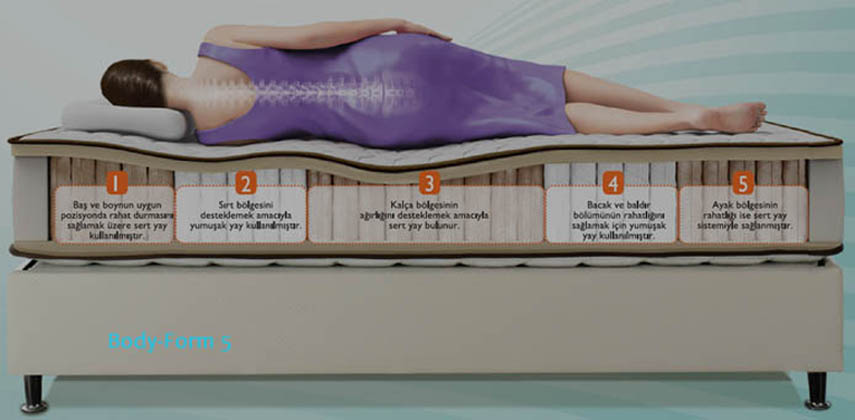 1
Baş ve boynun uygun
pozisyonda rahat durmasını
sağlamak üzere sert yay
kullanılmıştır.
2
Sırt bölgesini
desteklemek amacıyla
yumuşak yay kullanılmıştır.
3
Kalça bölgesinin
ağırlığını desteklemek amacıyla
sert yay bulunur.
4
Bacak ve baldır
bölümünün rahatlığını
sağlamak için yumuşak
yay kullanılmıştır.
5
Ayak bölgesinin
rahatlığı ise sert yay
sistemiyle sağlanmıştır.
Body-Form 5